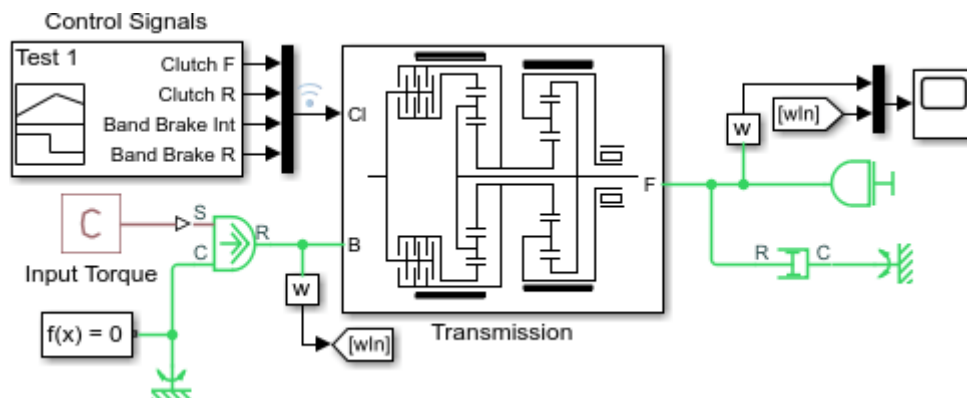 Control Signals
Test 1
Clutch F
Clutch R
Band Brake Int
Band Brake R
Cl
w
[wIn]
F
C
S
R
C
B
Input Torque
w
R
C
f(x) = 0
[wIn]
Transmission